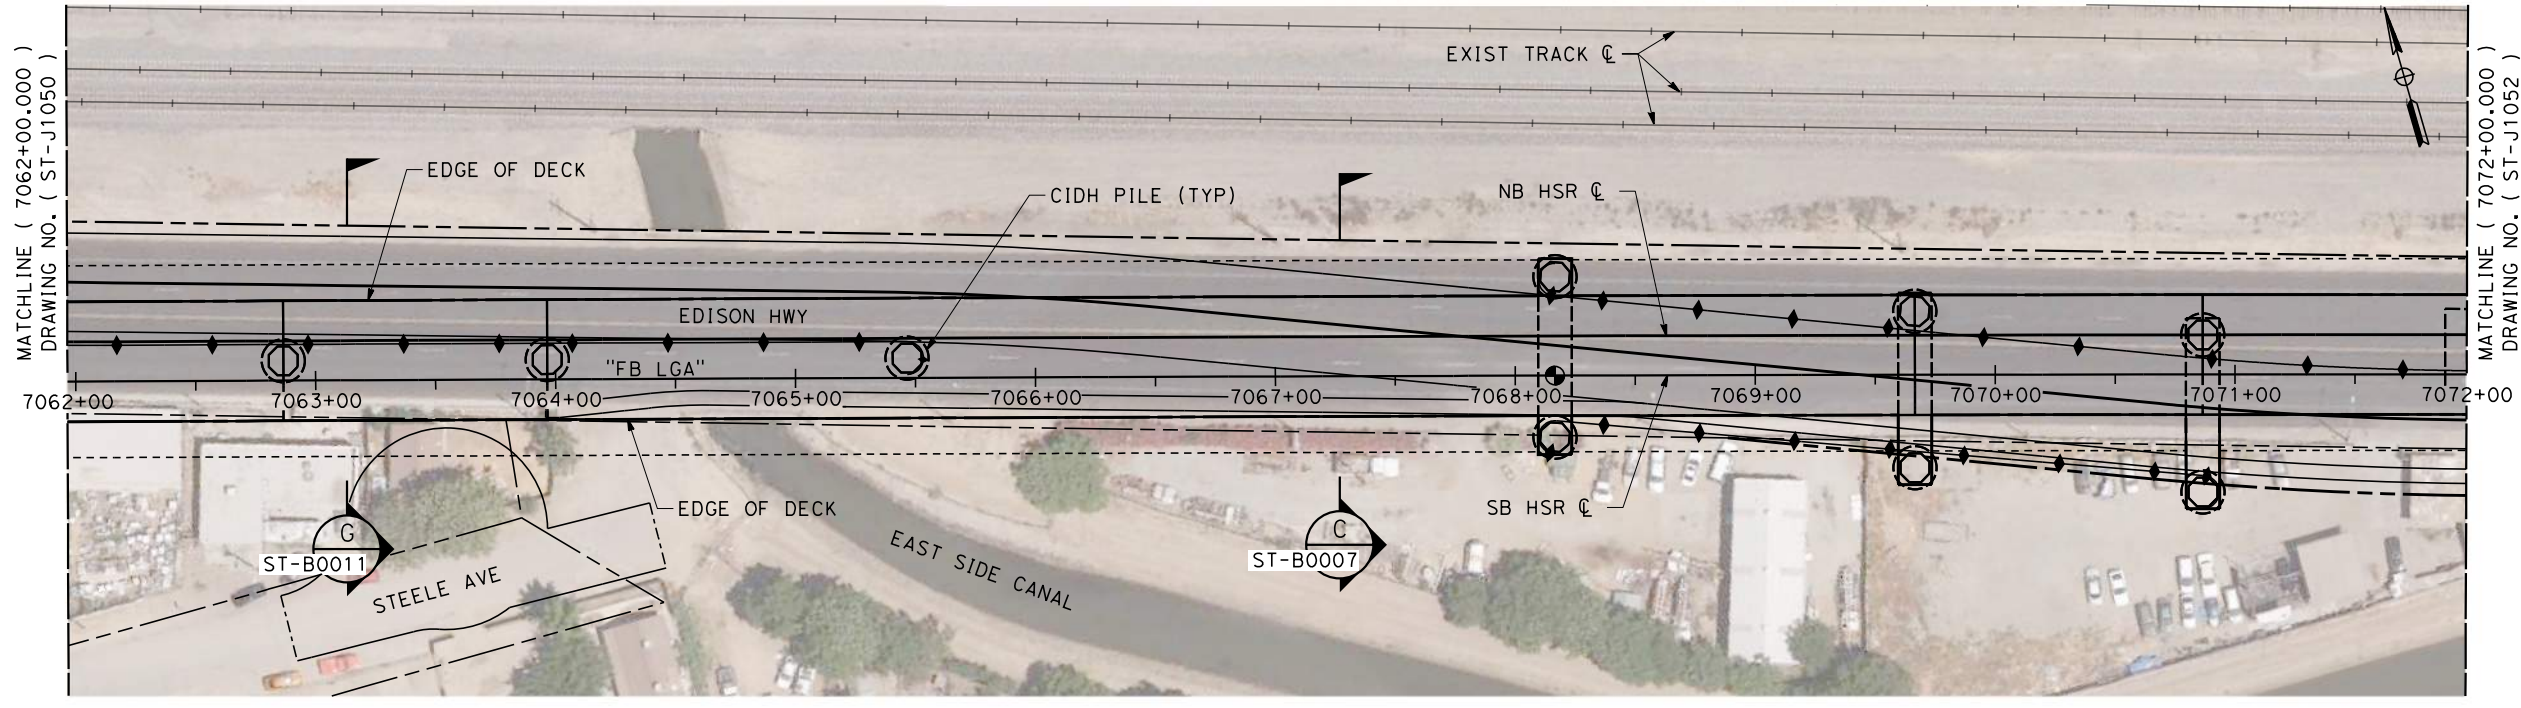 MATCHLINE ( 7062+00.000 )
DRAWING NO. ( ST-J1050 )
EXIST TRACK ℄
EDGE OF DECK
CIDH PILE (TYP)
NB HSR ℄
EDISON HWY
"FB LGA"
7062+00 7063+00 7064+00 7065+00 7066+00 7067+00 7068+00 7069+00 7070+00 7071+00 7072+00
EDGE OF DECK
SB HSR ℄
G
ST-B0011
C
ST-B0007
STEELE AVE
EAST SIDE CANAL
MATCHLINE ( 7072+00.000 )
DRAWING NO. ( ST-J1052 )